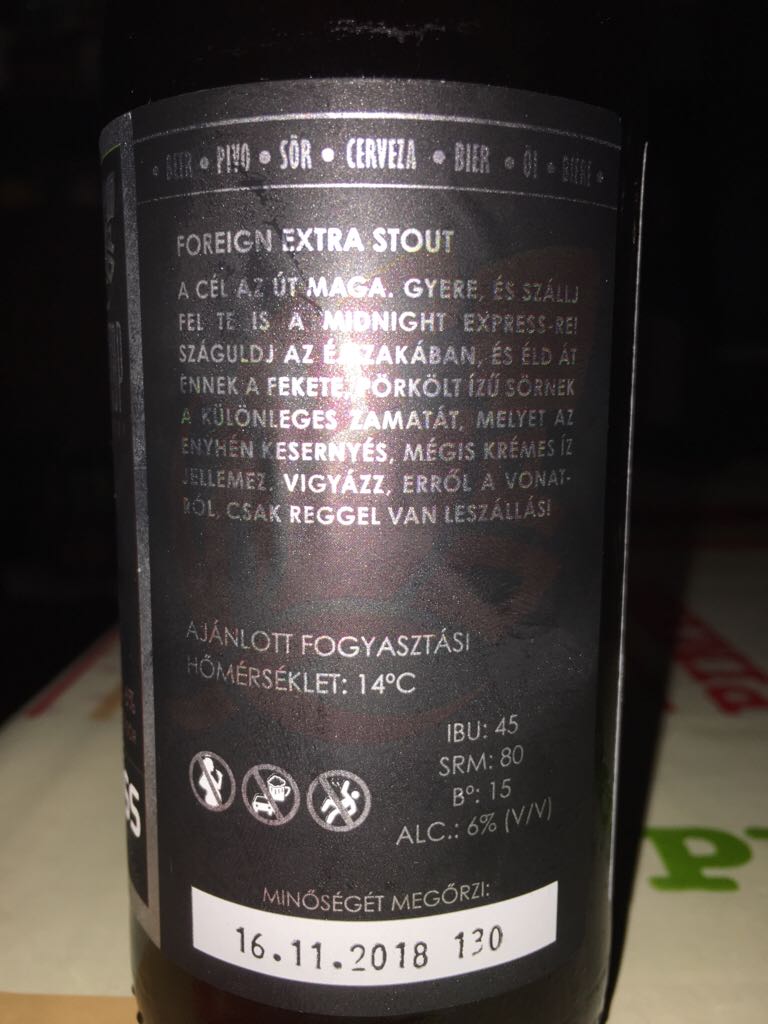 BEER • PIVO • SÖR • CERVEZA • BIER • ÖL • BIERE •
FOREIGN EXTRA STOUT
A CÉL AZ ÚT MAGA. GYERE, ÉS SZÁLLJ
FEL TE IS A MIDNIGHT EXPRESS-RE!
SZÁGULDJ AZ ÉJSZAKÁBAN, ÉS ÉLD ÁT
ENNEK A FEKETE, PÖRKÖLT ÍZŰ SÖRNEK
A KÜLÖNLEGES ZAMATÁT, MELYET AZ
ENYHÉN KESERNYÉS, MÉGIS KRÉMES ÍZ
JELLEMEZ. VIGYÁZZ, ERRŐL A VONAT-
RÓL, CSAK REGGEL VAN LESZÁLLÁS!
AJÁNLOTT FOGYASZTÁSI
HŐMÉRSÉKLET: 14°C
IBU: 45
SRM: 80
B°: 15
ALC.: 6% (V/V)
MINŐSÉGÉT MEGŐRZI:
16.11.2018 130